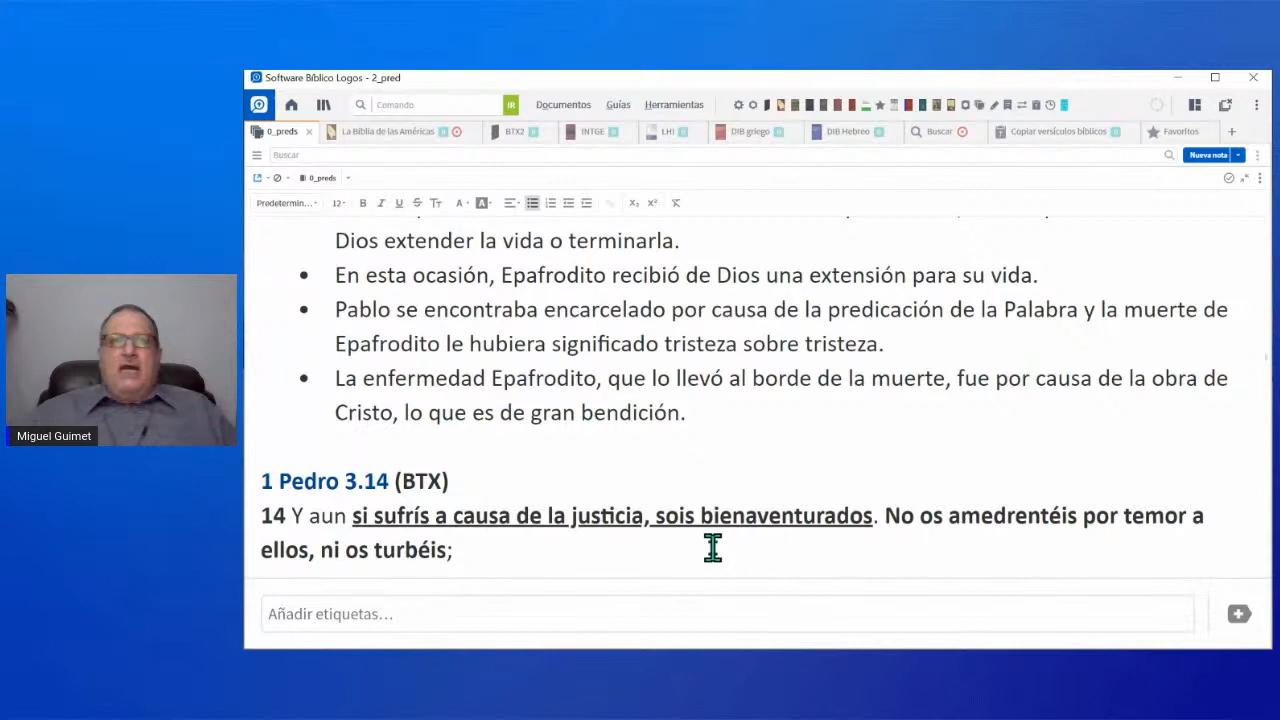 Software Bíblico Logos - 2_pred
Comando
IR
Documentos
Guías
Herramientas
0_preds
La Biblia de las Américas
BTX2
INTGE
LHI
DIB griego
DIB Hebreo
Buscar
Copiar versículos bíblicos
Favoritos
Buscar
Nueva nota
0_preds
Predetermin...
12
Dios extender la vida o terminarla.
• En esta ocasión, Epafrodito recibió de Dios una extensión para su vida.
• Pablo se encontraba encarcelado por causa de la predicación de la Palabra y la muerte de
Epafrodito le hubiera significado tristeza sobre tristeza.
• La enfermedad Epafrodito, que lo llevó al borde de la muerte, fue por causa de la obra de
Cristo, lo que es de gran bendición.
Miguel Guimet
1 Pedro 3.14 (BTX)
14 Y aun si sufrís a causa de la justicia, sois bienaventurados. No os amedrentéis por temor a
ellos, ni os turbéis;
Añadir etiquetas…